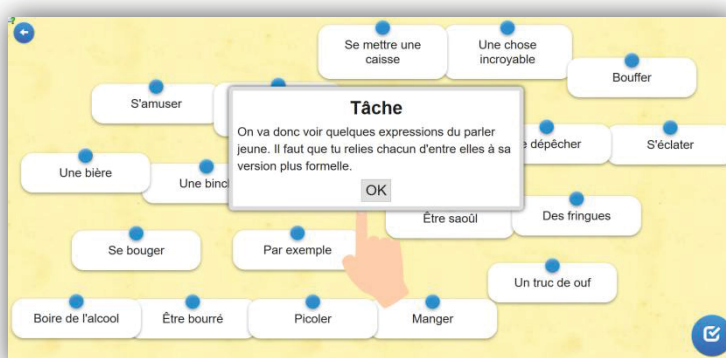 Se mettre une
caisse
Une chose
incroyable
Bouffer
S'amuser
Tâche
On va donc voir quelques expressions du parler
jeune. Il faut que tu relies chacun d'entre elles à sa
version plus formelle.
OK
dépêcher
S'éclater
Une bière
Une
Être saoûl
Des fringues
Se bouger
Par exemple
Un truc de ouf
Boire de l'alcool
Être bourré
Picoler
Manger